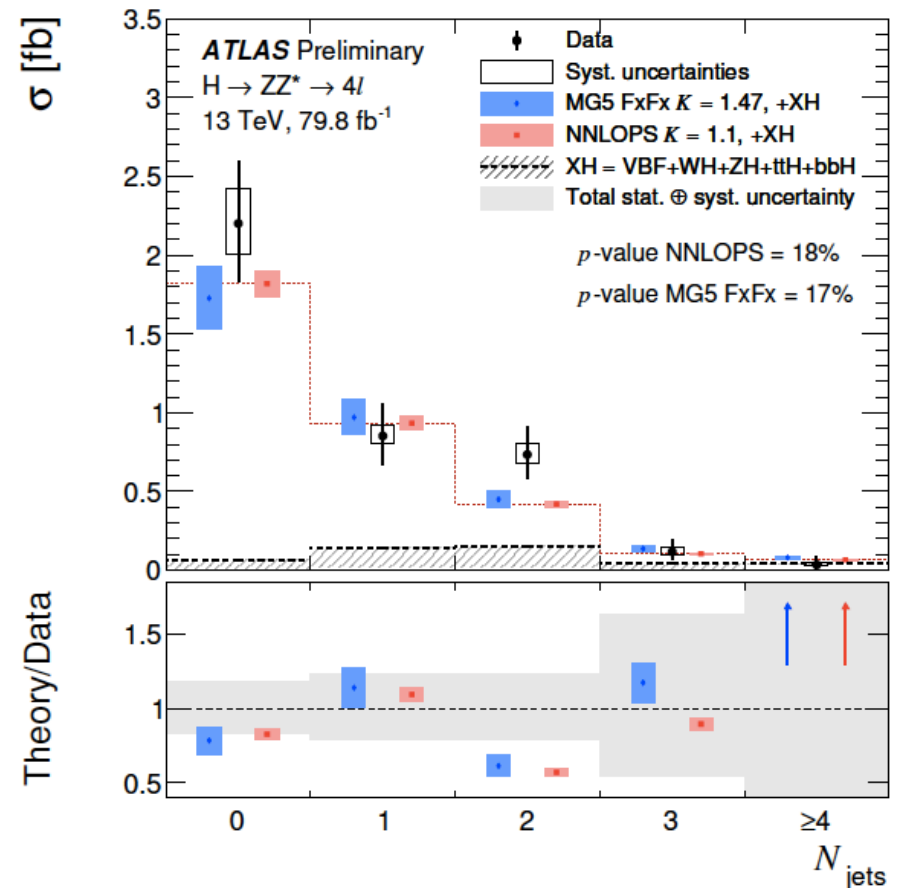 σ [fb]
3.5
3
2.5
2
1.5
1
0.5
0
ATLAS Preliminary
H → ZZ* → 4l
13 TeV, 79.8 fb⁻¹
Data
Syst. uncertainties
MG5 FxFx K = 1.47, +XH
NNLOPS K = 1.1, +XH
XH = VBF+WH+ZH+ttH+bbH
Total stat. ⊕ syst. uncertainty
p-value NNLOPS = 18%
p-value MG5 FxFx = 17%
Theory/Data
1.5
1
0.5
0 1 2 3 ≥4
N jets